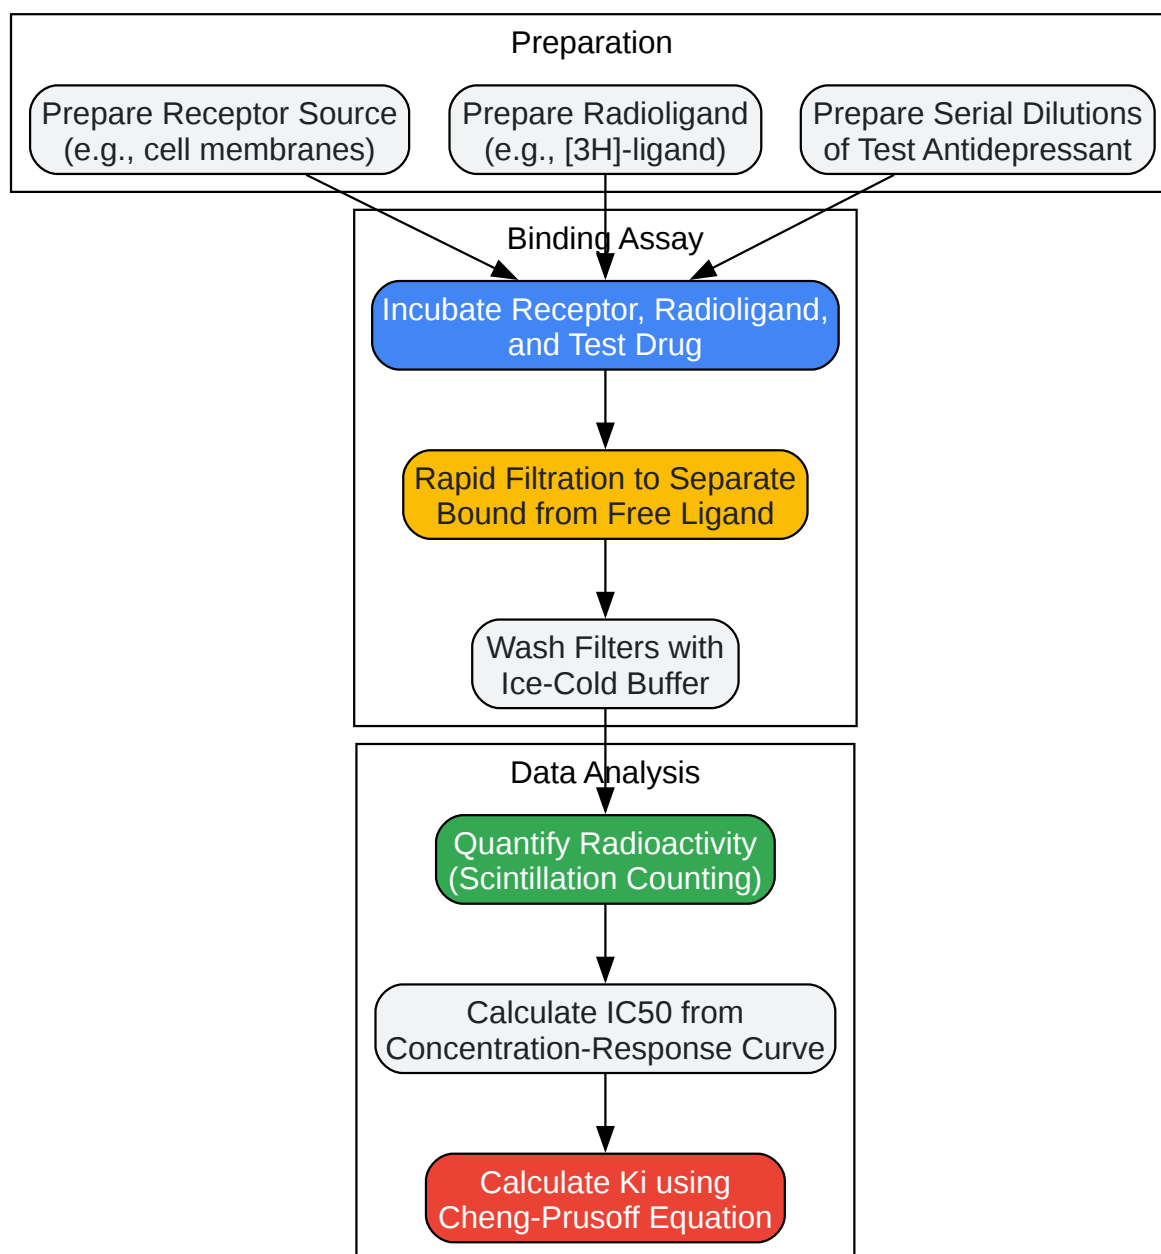 Preparation
Prepare Receptor Source
(e.g., cell membranes)
Prepare Radioligand
(e.g., [3H]-ligand)
Prepare Serial Dilutions
of Test Antidepressant
Binding Assay
Incubate Receptor, Radioligand,
and Test Drug
Rapid Filtration to Separate
Bound from Free Ligand
Wash Filters with
Ice-Cold Buffer
Data Analysis
Quantify Radioactivity
(Scintillation Counting)
Calculate IC50 from
Concentration-Response Curve
Calculate Ki using
Cheng-Prusoff Equation